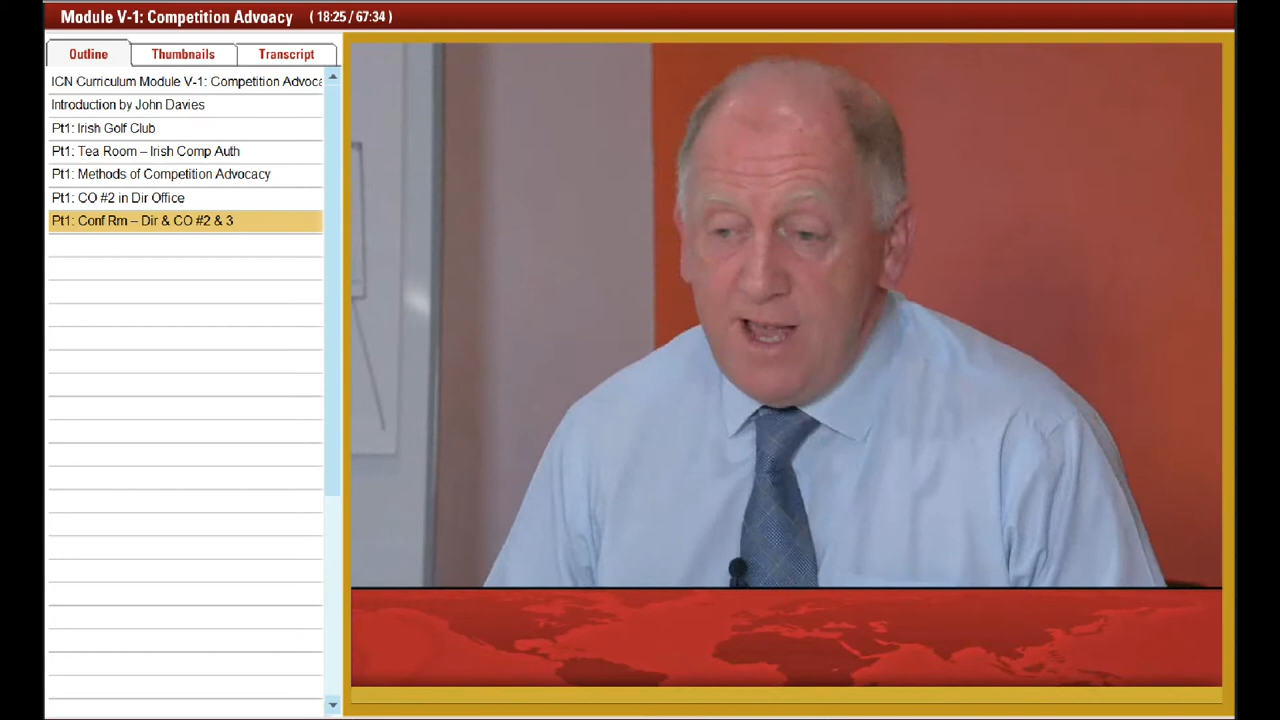 Module V-1: Competition Advoacy ( 18:25 / 67:34 )
Outline Thumbnails Transcript
ICN Curriculum Module V-1: Competition Advoca
Introduction by John Davies
Pt1: Irish Golf Club
Pt1: Tea Room – Irish Comp Auth
Pt1: Methods of Competition Advocacy
Pt1: CO #2 in Dir Office
Pt1: Conf Rm – Dir & CO #2 & 3